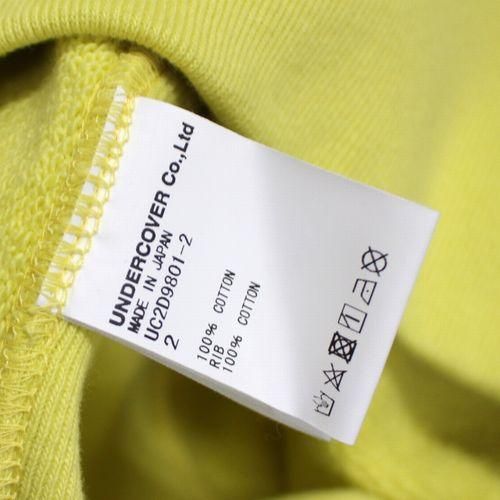 UNDERCOVER Co.,Ltd
MADE IN JAPAN
UC2D9801-2
2
100% COTTON
RIB
100% COTTON